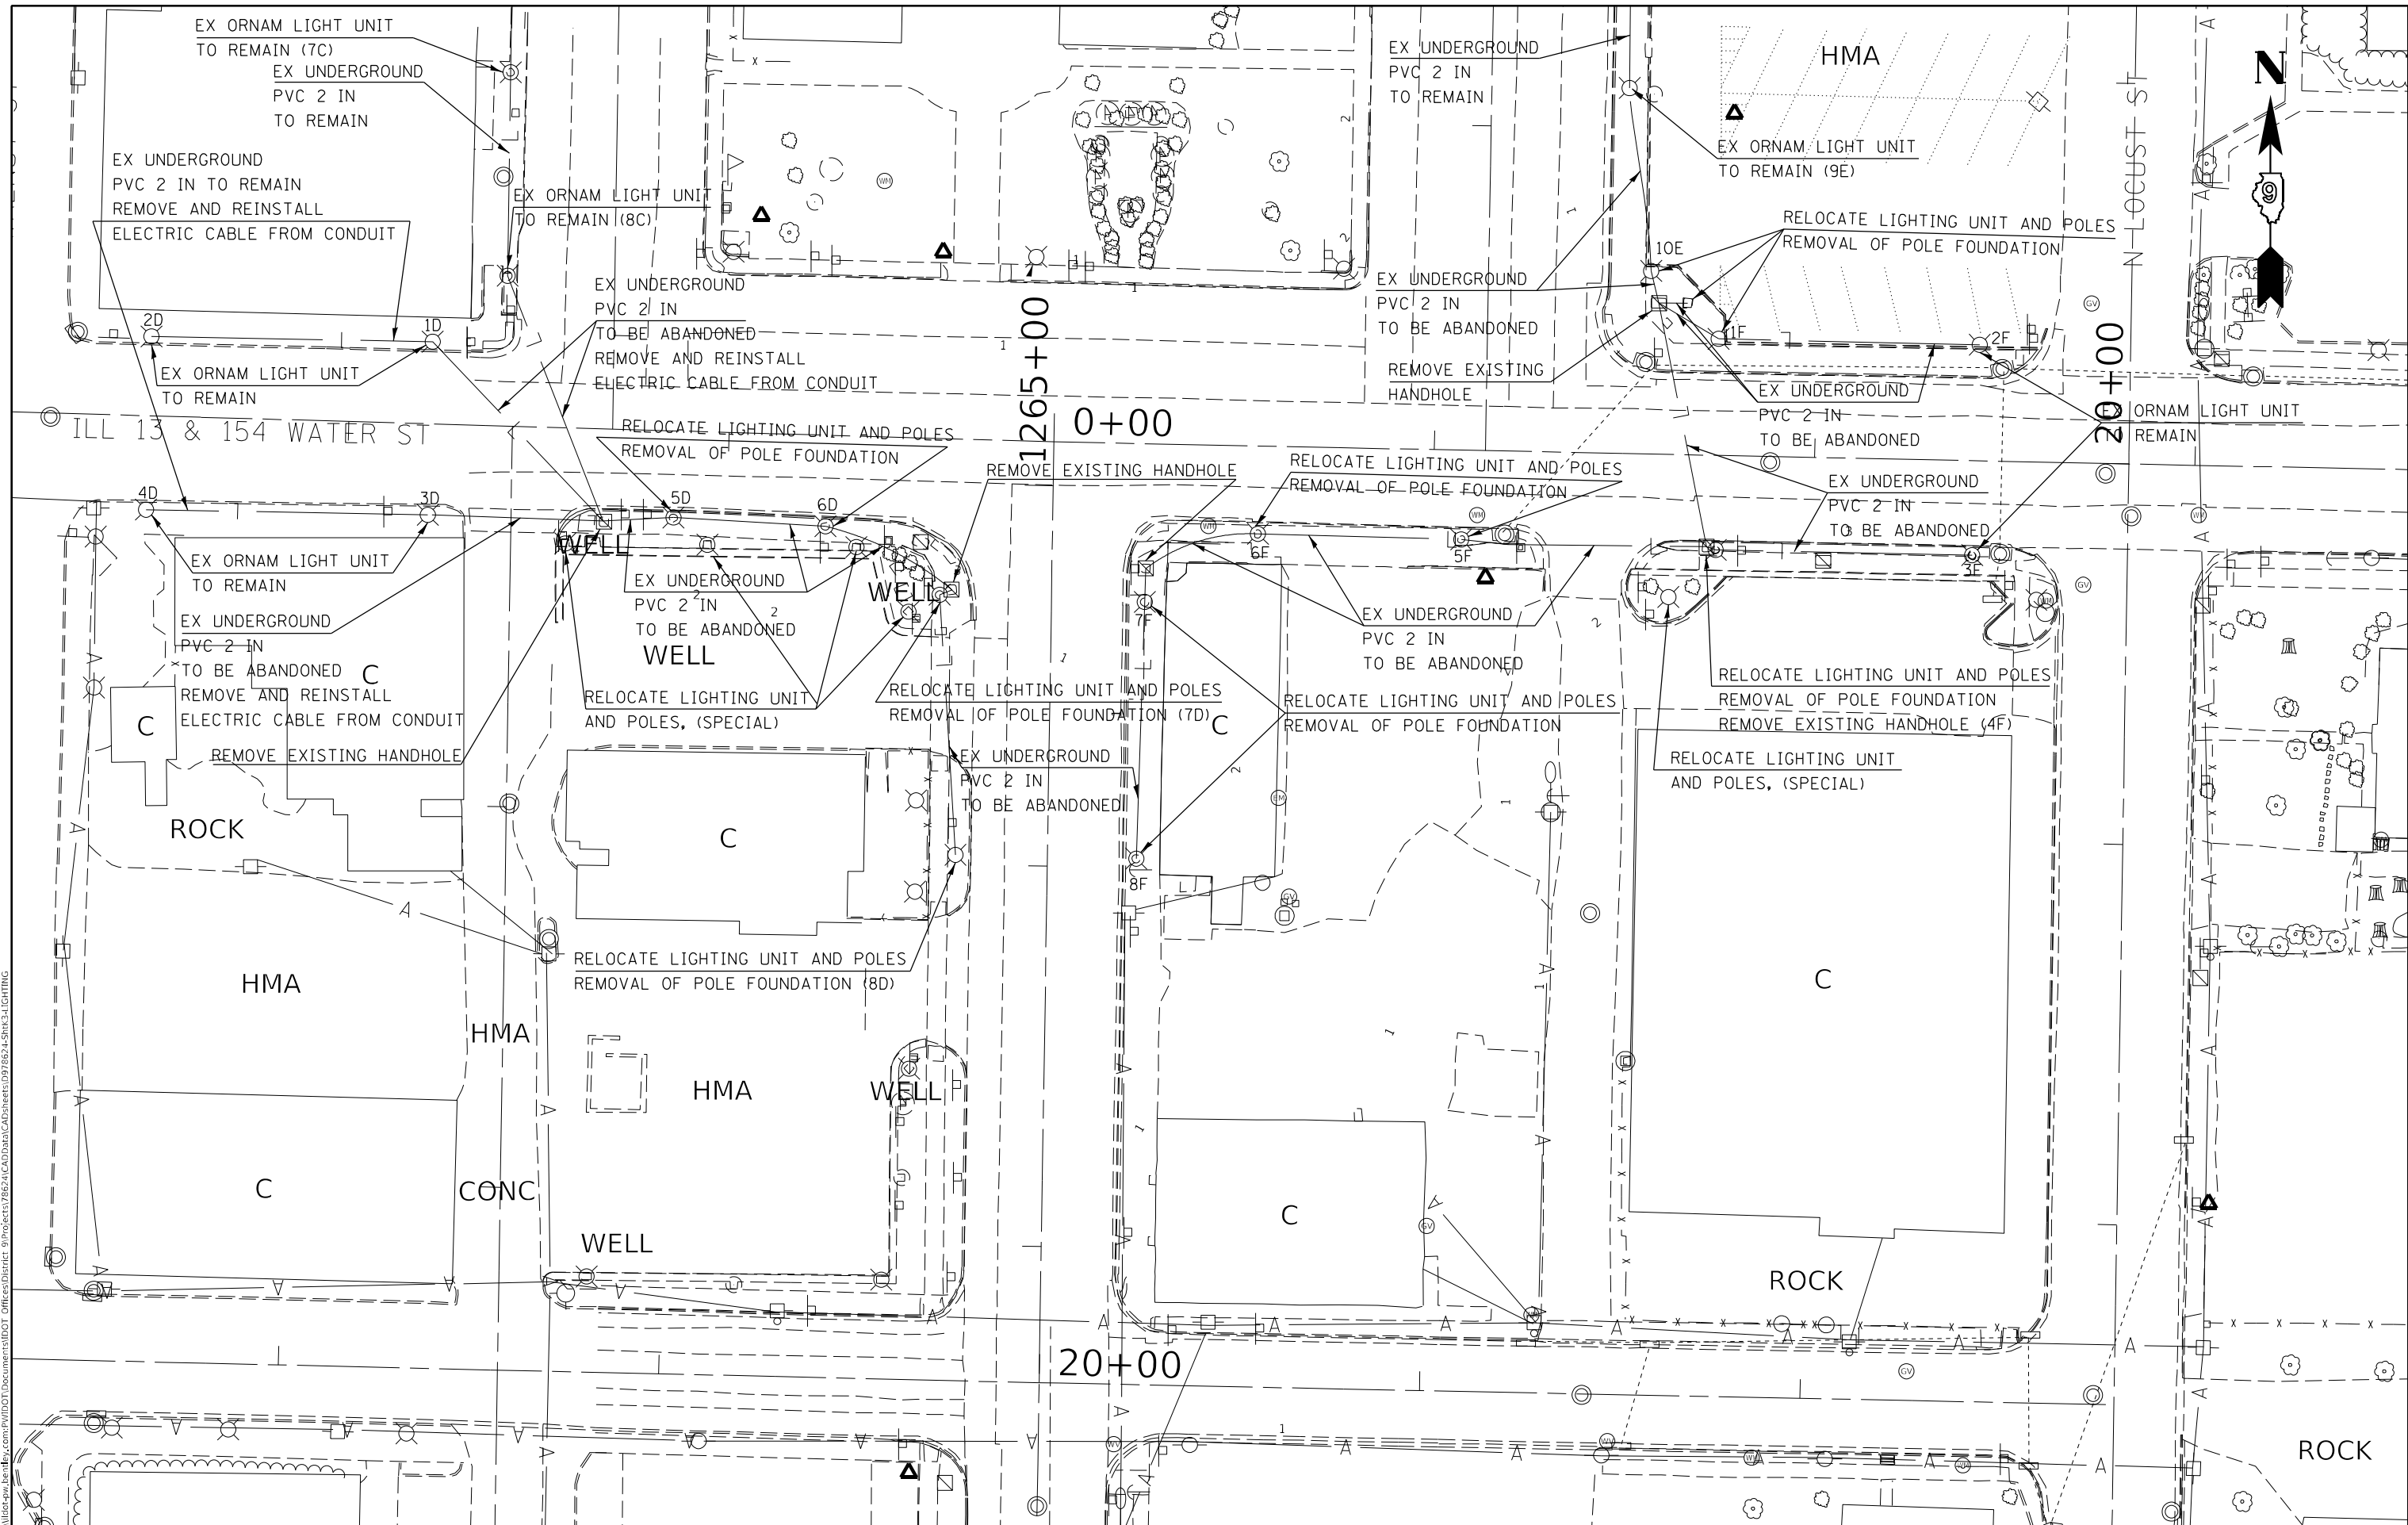 EX ORNAM LIGHT UNIT
TO REMAIN (7C)
EX UNDERGROUND
PVC 2 IN
TO REMAIN
EX UNDERGROUND
PVC 2 IN TO REMAIN
REMOVE AND REINSTALL
ELECTRIC CABLE FROM CONDUIT
EX ORNAM LIGHT UNIT
TO REMAIN (8C)
EX UNDERGROUND
PVC 2 IN
TO BE ABANDONED
REMOVE AND REINSTALL
ELECTRIC CABLE FROM CONDUIT
2D
1D
EX ORNAM LIGHT UNIT
TO REMAIN
ILL 13 & 154 WATER ST
1265+00
0+00
EX UNDERGROUND
PVC 2 IN
TO REMAIN
HMA
EX ORNAM LIGHT UNIT
TO REMAIN (9E)
N LOCUST ST
N
9
RELOCATE LIGHTING UNIT AND POLES
REMOVAL OF POLE FOUNDATION
10E
EX UNDERGROUND
PVC 2 IN
TO BE ABANDONED
1F
2F
REMOVE EXISTING
HANDHOLE
EX UNDERGROUND
PVC 2 IN
TO BE ABANDONED
20+00
EX ORNAM LIGHT UNIT
TO REMAIN
RELOCATE LIGHTING UNIT AND POLES
REMOVAL OF POLE FOUNDATION
REMOVE EXISTING HANDHOLE
RELOCATE LIGHTING UNIT AND POLES
REMOVAL OF POLE FOUNDATION
EX UNDERGROUND
PVC 2 IN
TO BE ABANDONED
4D
3D
5D
6D
6F
5F
3F
7F
WELL
WELL
WELL
EX ORNAM LIGHT UNIT
TO REMAIN
EX UNDERGROUND
PVC 2 IN
TO BE ABANDONED
REMOVE AND REINSTALL
ELECTRIC CABLE FROM CONDUIT
REMOVE EXISTING HANDHOLE
EX UNDERGROUND
PVC 2 IN
TO BE ABANDONED
RELOCATE LIGHTING UNIT
AND POLES, (SPECIAL)
RELOCATE LIGHTING UNIT AND POLES
REMOVAL OF POLE FOUNDATION (7D)
EX UNDERGROUND
PVC 2 IN
TO BE ABANDONED
EX UNDERGROUND
PVC 2 IN
TO BE ABANDONED
RELOCATE LIGHTING UNIT AND POLES
REMOVAL OF POLE FOUNDATION
RELOCATE LIGHTING UNIT AND POLES
REMOVAL OF POLE FOUNDATION
REMOVE EXISTING HANDHOLE (4F)
RELOCATE LIGHTING UNIT
AND POLES, (SPECIAL)
C
C
C
C
ROCK
8F
RELOCATE LIGHTING UNIT AND POLES
REMOVAL OF POLE FOUNDATION (8D)
HMA
HMA
HMA
WELL
C
C
CONC
C
WELL
ROCK
20+00
ROCK